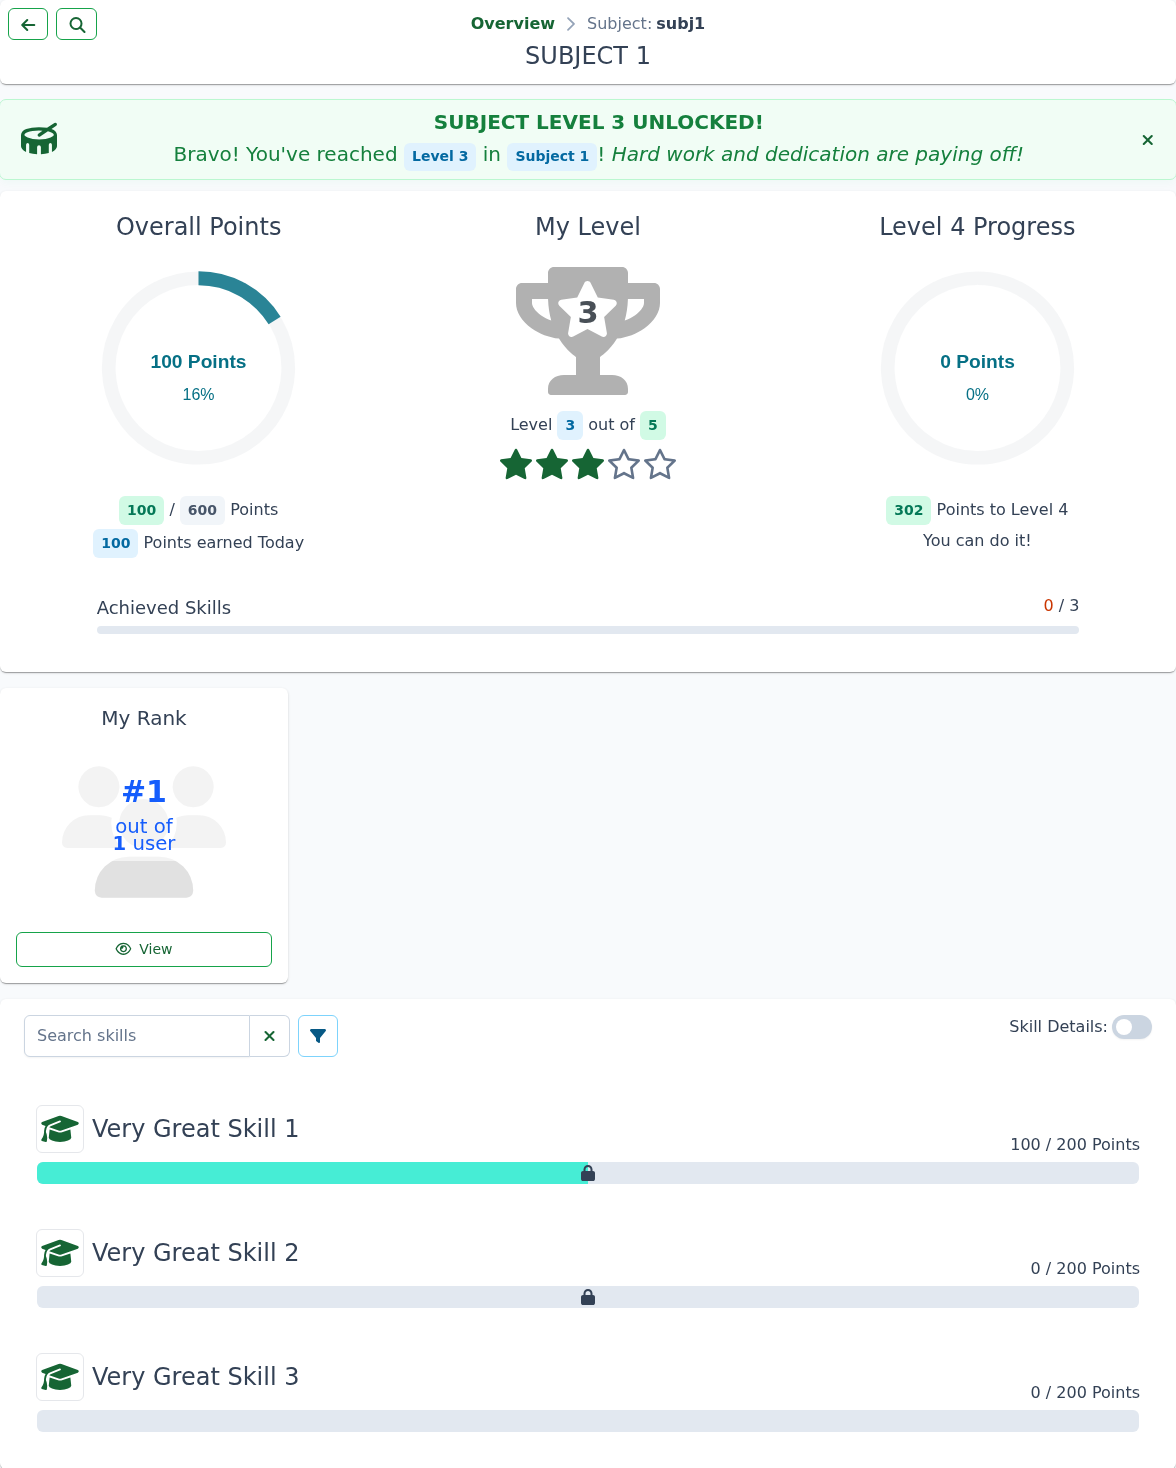 Overview > Subject: subj1
SUBJECT 1
SUBJECT LEVEL 3 UNLOCKED!
Bravo! You've reached Level 3 in Subject 1! Hard work and dedication are paying off!
Overall Points
100 Points
16%
100 / 600 Points
100 Points earned Today
My Level
3
Level 3 out of 5
Level 4 Progress
0 Points
0%
302 Points to Level 4
You can do it!
Achieved Skills
0 / 3
My Rank
#1
out of
1 user
View
Search skills
Skill Details:
Very Great Skill 1
100 / 200 Points
Very Great Skill 2
0 / 200 Points
Very Great Skill 3
0 / 200 Points